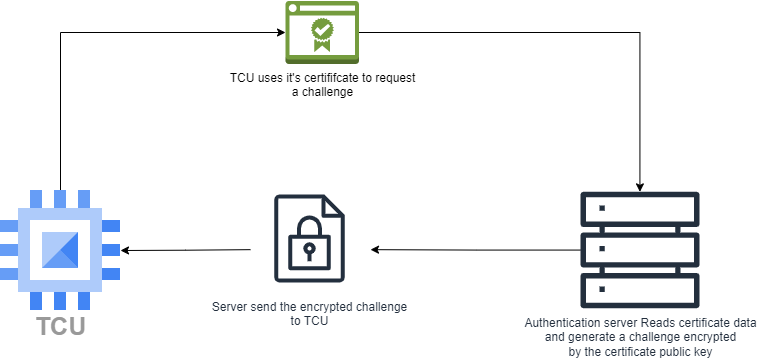 TCU uses it's certififcate to request
a challenge
Server send the encrypted challenge
to TCU
TCU
Authentication server Reads certificate data
and generate a challenge encrypted
by the certificate public key